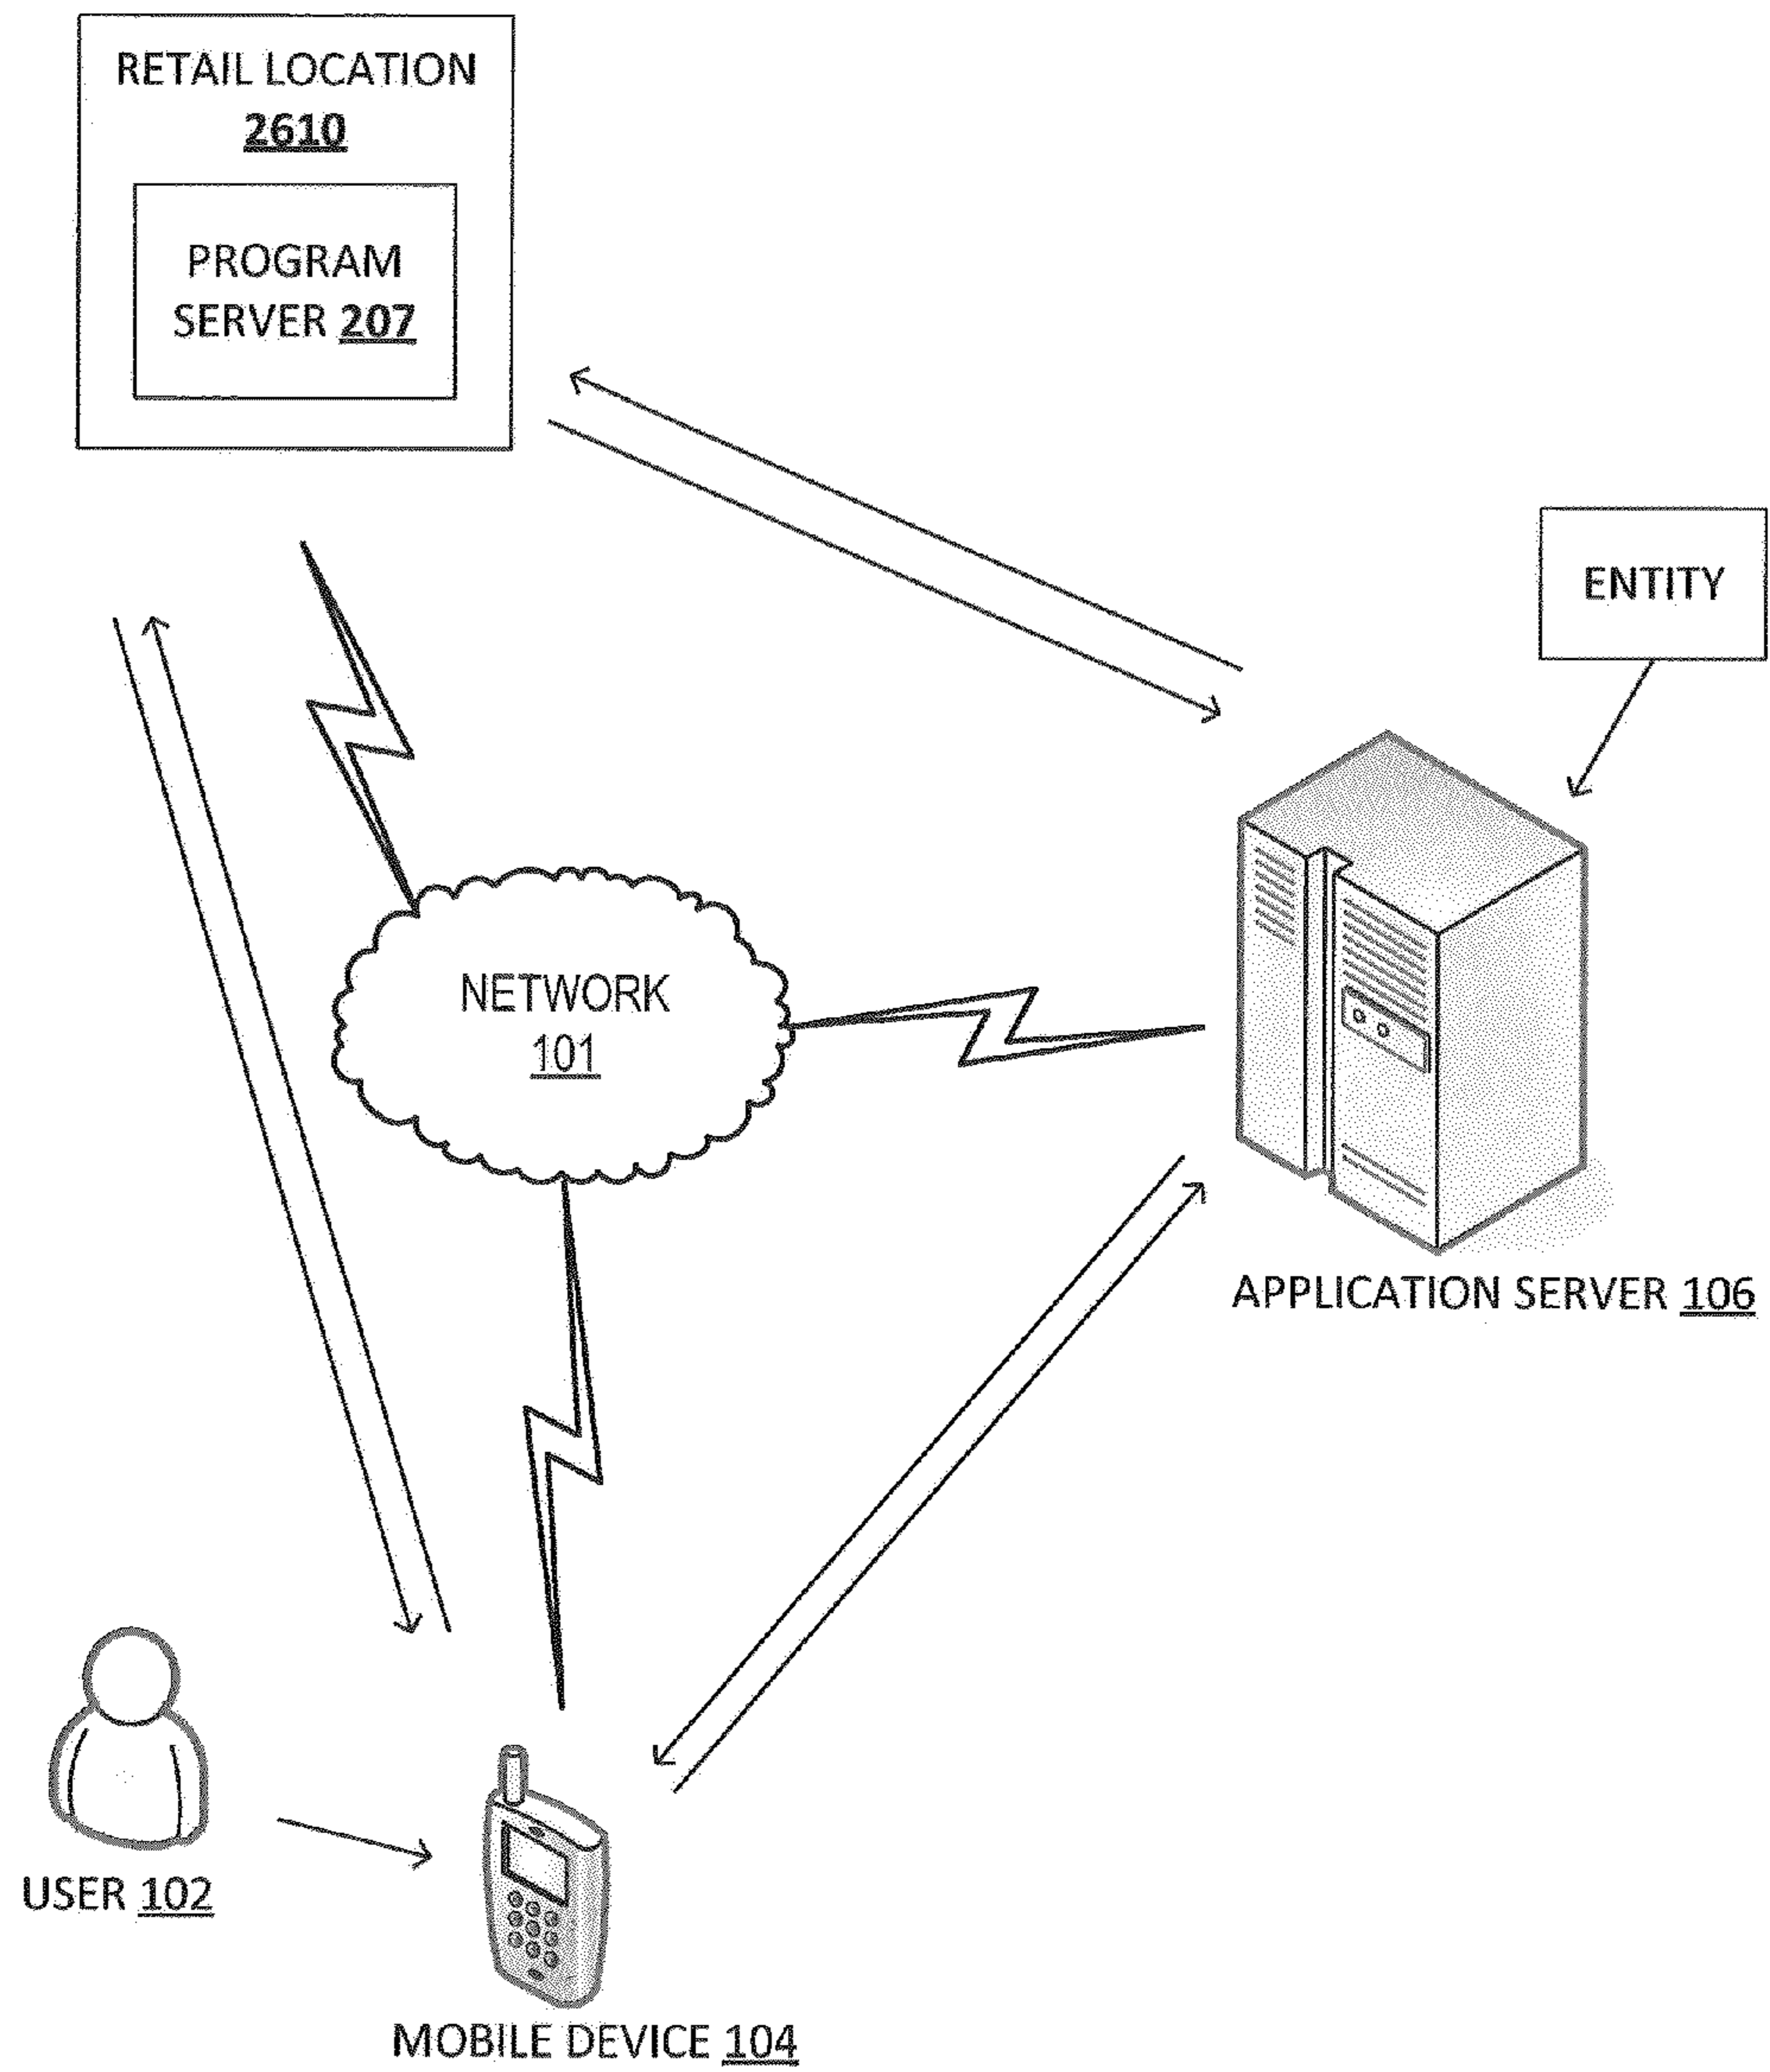 RETAIL LOCATION
2610
PROGRAM
SERVER 207
ENTITY
NETWORK
101
APPLICATION SERVER 106
USER 102
MOBILE DEVICE 104